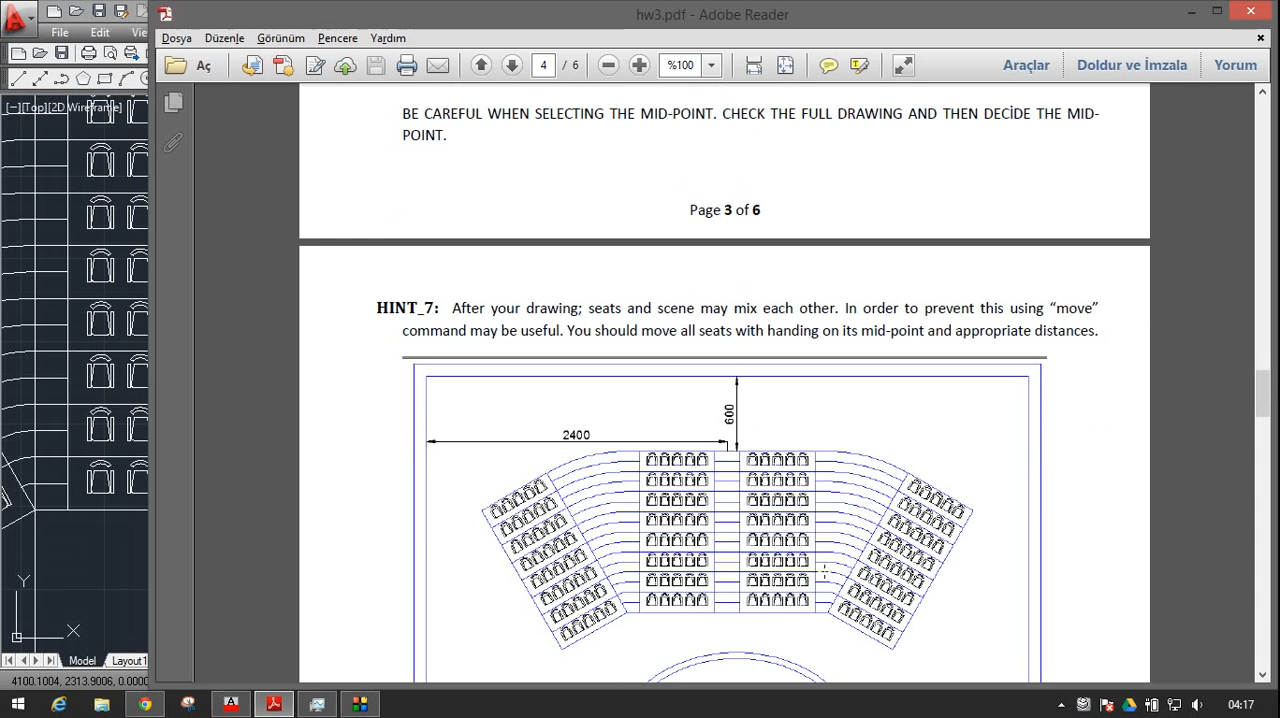 hw3.pdf - Adobe Reader
File Edit
Dosya Düzenle Görünüm Pencere Yardım
Aç 4 / 6 %100 Araçlar Doldur ve İmzala Yorum
[−][Top][2D Wireframe]
BE CAREFUL WHEN SELECTING THE MID-POINT. CHECK THE FULL DRAWING AND THEN DECİDE THE MID-
POINT.
Page 3 of 6
HINT_7: After your drawing; seats and scene may mix each other. In order to prevent this using “move”
command may be useful. You should move all seats with handing on its mid-point and appropriate distances.
600
2400
Y
X
Model Layout1
4100.1004, 2313.9006, 0.0000
04:17